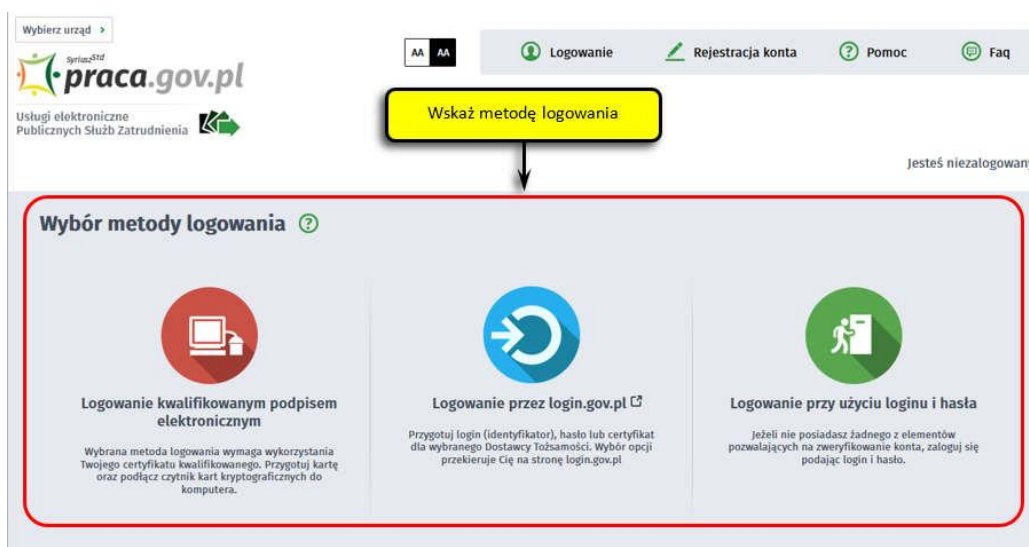 Wybierz urząd >
AA AA
Logowanie
Rejestracja konta
Pomoc
Faq
SyriuszStd
praca.gov.pl
Usługi elektroniczne
Publicznych Służb Zatrudnienia
Wskaż metodę logowania
Jesteś niezalogowany
Wybór metody logowania ?
Logowanie kwalifikowanym podpisem
elektronicznym
Wybrana metoda logowania wymaga wykorzystania
Twojego certyfikatu kwalifikowanego. Przygotuj kartę
oraz podłącz czytnik kart kryptograficznych do
komputera.
Logowanie przez login.gov.pl
Przygotuj login (identyfikator), hasło lub certyfikat
dla wybranego Dostawcy Tożsamości. Wybór opcji
przekieruje Cię na stronę login.gov.pl
Logowanie przy użyciu loginu i hasła
Jeżeli nie posiadasz żadnego z elementów
pozwalających na zweryfikowanie konta, zaloguj się
podając login i hasło.